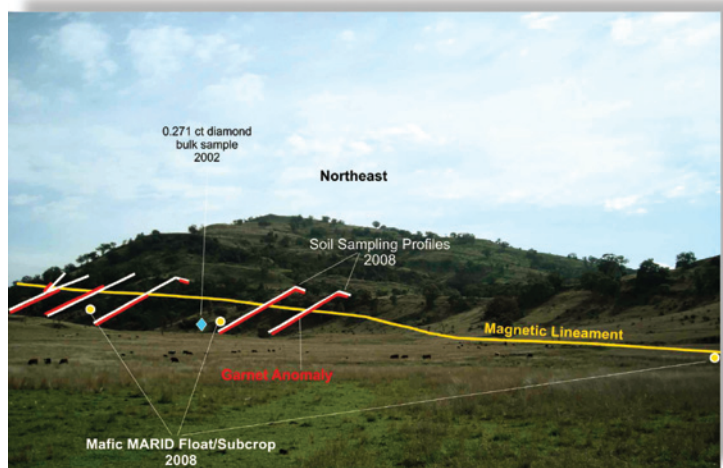 0.271 ct diamond
bulk sample
2002
Northeast
Soil Sampling Profiles
2008
Magnetic Lineament
Garnet Anomaly
Mafic MARID Float/Subcrop
2008